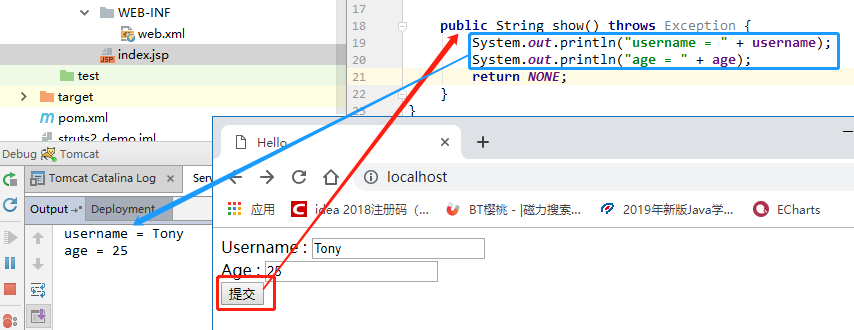 WEB-INF
web.xml
index.jsp
test
target
pom.xml
struts2_demo.iml
17
18
public String show() throws Exception {
19
System.out.println("username = " + username);
20
System.out.println("age = " + age);
21
return NONE;
22
}
23
}
Debug
Tomcat
Tomcat Catalina Log
Output
Deployment
username = Tony
age = 25
Hello
localhost
应用
idea 2018注册码（...
BT樱桃 - |磁力搜索...
2019年新版Java学...
ECharts
Username : Tony
Age : 25
提交